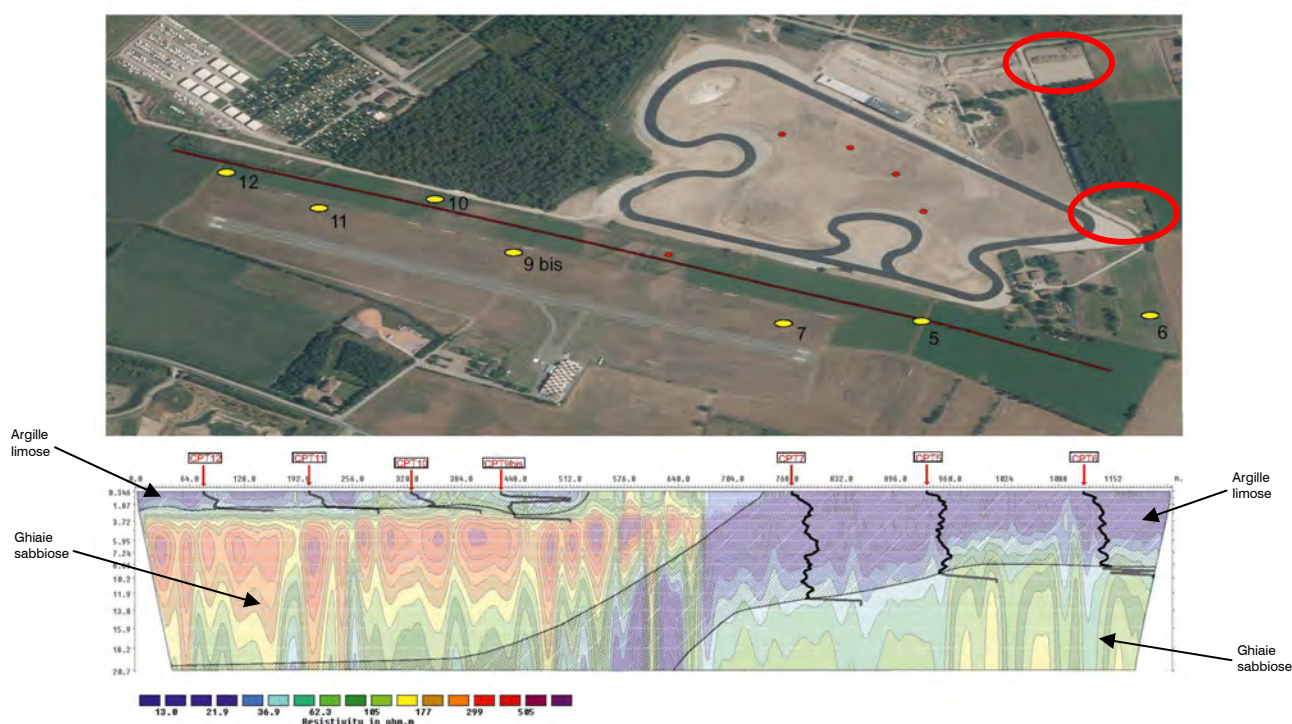 12
10
11
9 bis
7
5
6
Argille
limose
CPT12
CPT11
CPT10
CPT9bis
CPT7
CPT5
CPT6
0.0 64.0 128.0 192.0 256.0 320.0 384.0 448.0 512.0 576.0 640.0 704.0 768.0 832.0 896.0 960.0 1024 1088 1152 m.
0.346
1.87
3.72
5.95
7.24
10.2
11.9
13.8
15.9
18.2
20.7
Argille
limose
Ghiaie
sabbiose
Ghiaie
sabbiose
13.0 21.9 36.9 62.3 105 177 299 505
Resistivity in ohm.m